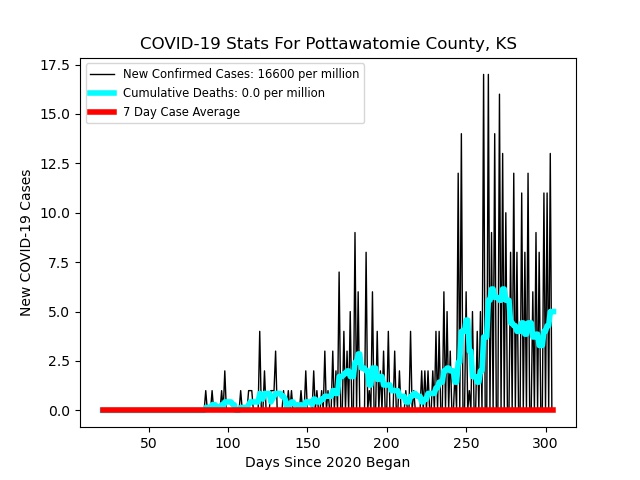 COVID-19 Stats For Pottawatomie County, KS
New Confirmed Cases: 16600 per million
Cumulative Deaths: 0.0 per million
7 Day Case Average
New COVID-19 Cases
17.5
15.0
12.5
10.0
7.5
5.0
2.5
0.0
50 100 150 200 250 300
Days Since 2020 Began